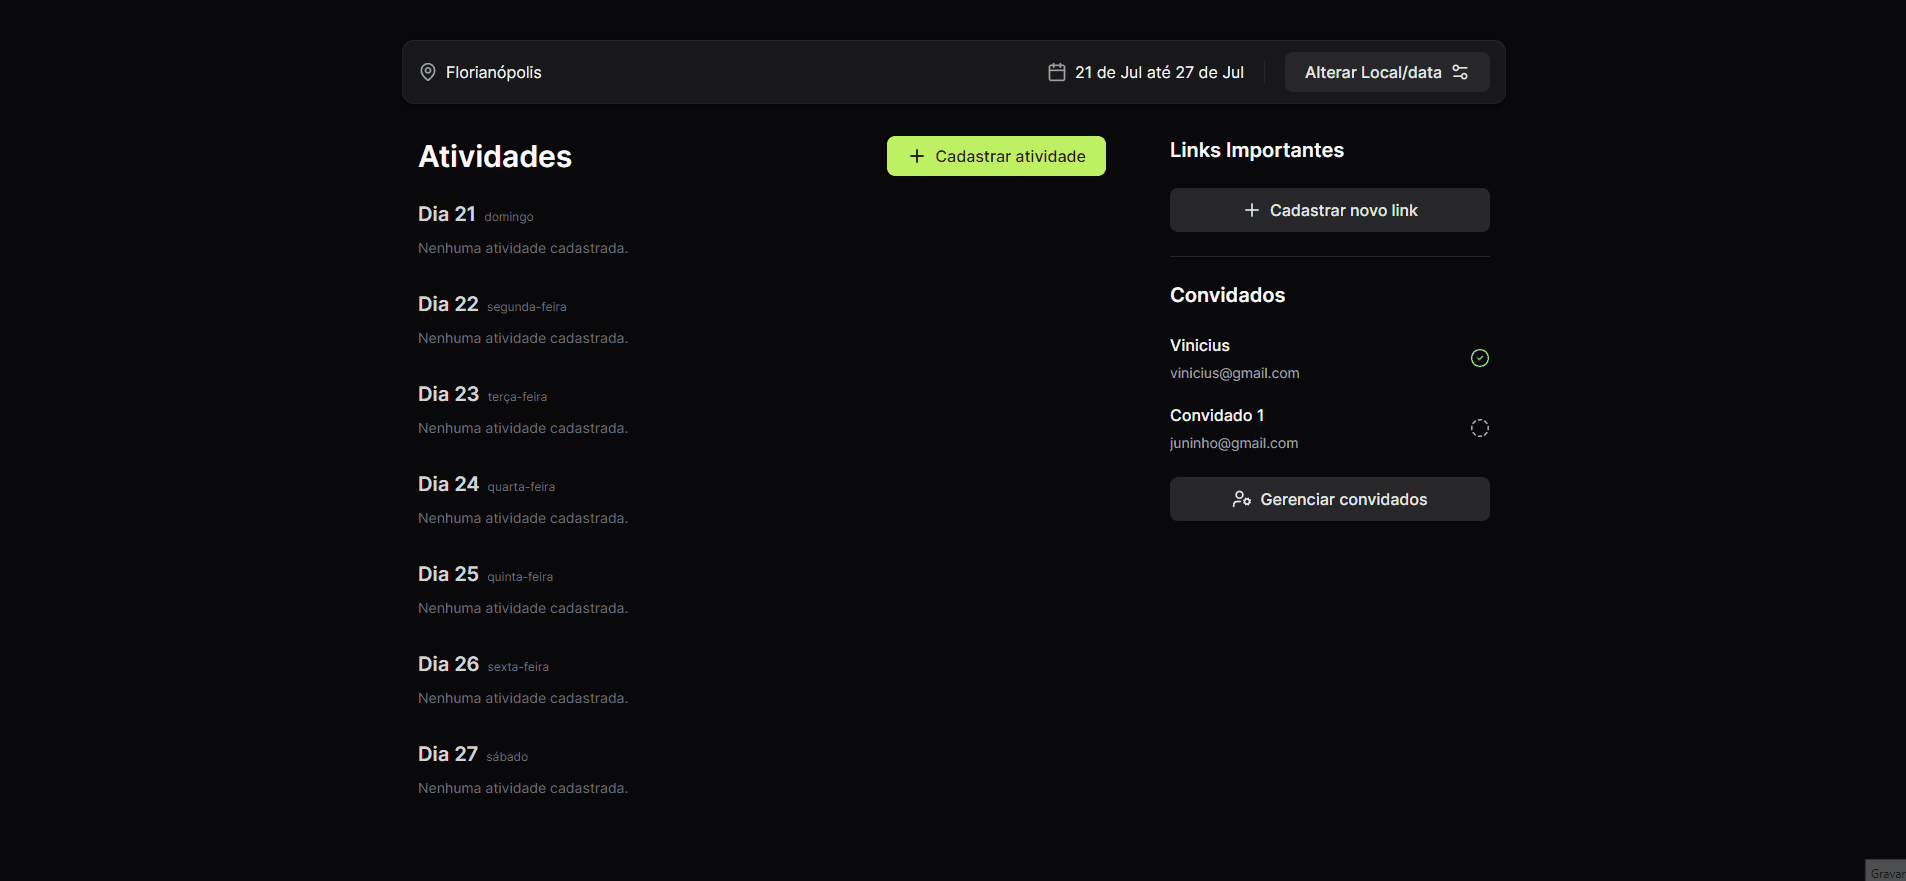 Florianópolis
21 de Jul até 27 de Jul
Alterar Local/data
Atividades
Cadastrar atividade
Dia 21 domingo
Nenhuma atividade cadastrada.
Dia 22 segunda-feira
Nenhuma atividade cadastrada.
Dia 23 terça-feira
Nenhuma atividade cadastrada.
Dia 24 quarta-feira
Nenhuma atividade cadastrada.
Dia 25 quinta-feira
Nenhuma atividade cadastrada.
Dia 26 sexta-feira
Nenhuma atividade cadastrada.
Dia 27 sábado
Nenhuma atividade cadastrada.
Links Importantes
Cadastrar novo link
Convidados
Vinicius
vinicius@gmail.com
Convidado 1
juninho@gmail.com
Gerenciar convidados
Gravar